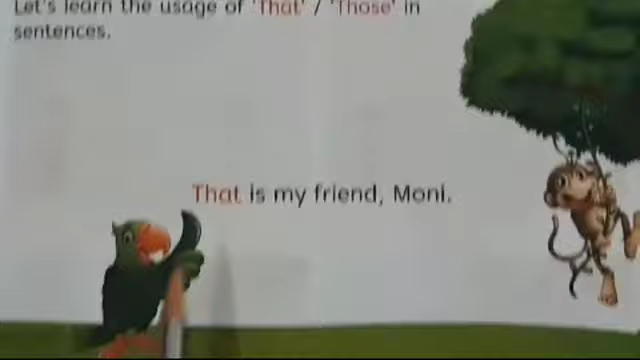 Let's learn the usage of 'That' / 'Those' in
sentences.
That is my friend, Moni.